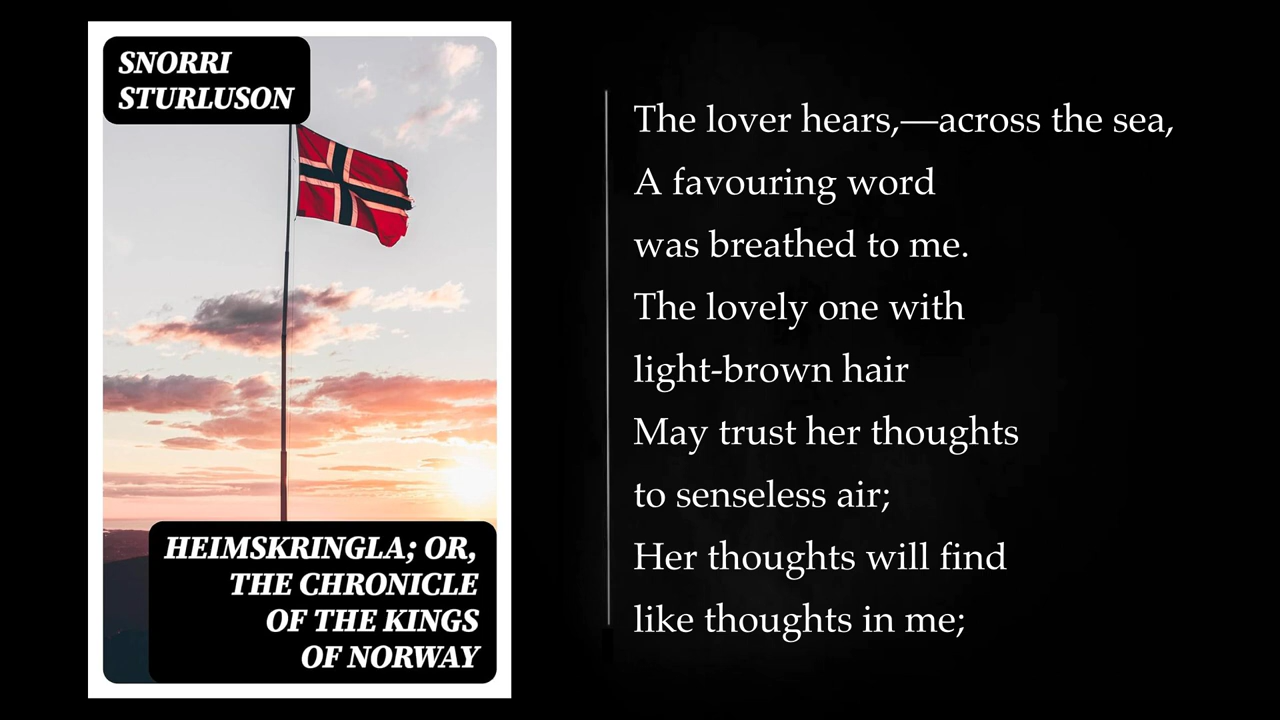 SNORRI
STURLUSON
HEIMSKRINGLA; OR,
THE CHRONICLE
OF THE KINGS
OF NORWAY
The lover hears,—across the sea,
A favouring word
was breathed to me.
The lovely one with
light-brown hair
May trust her thoughts
to senseless air;
Her thoughts will find
like thoughts in me;